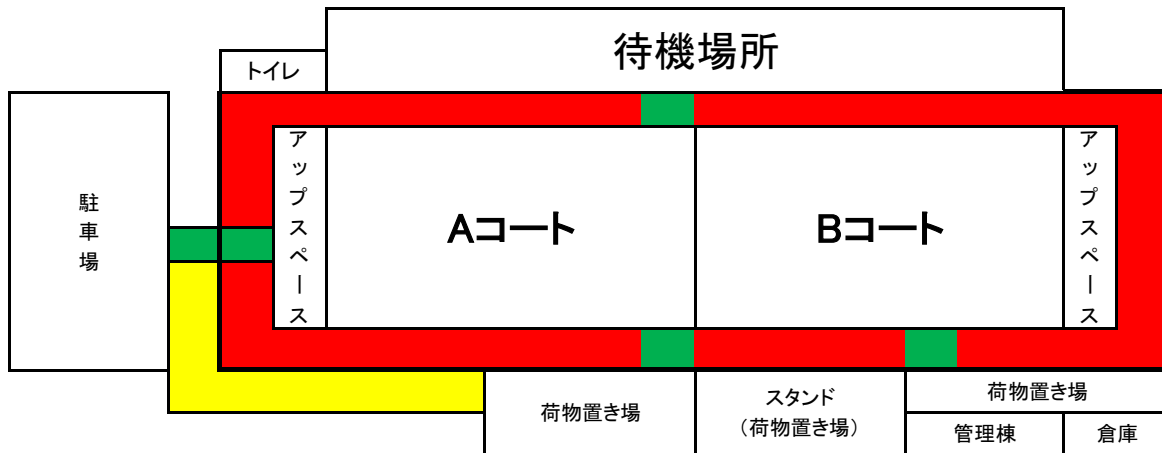 待機場所
トイレ
駐車場
アップスペース
Aコート
Bコート
アップスペース
荷物置き場
スタンド
（荷物置き場）
荷物置き場
管理棟
倉庫